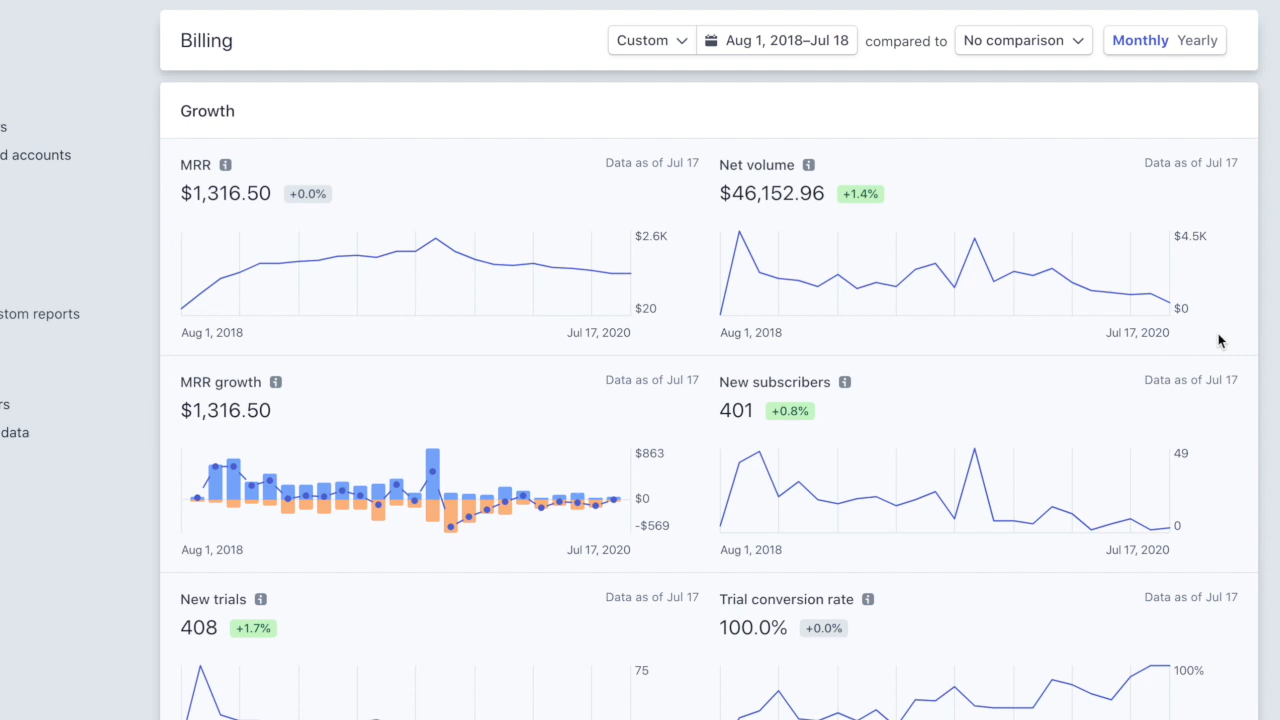 Billing
Custom
Aug 1, 2018–Jul 18
compared to
No comparison
Monthly Yearly
Growth
s
d accounts
stom reports
rs
data
MRR
Data as of Jul 17
$1,316.50 +0.0%
$2.6K
$20
Aug 1, 2018
Jul 17, 2020
Net volume
Data as of Jul 17
$46,152.96 +1.4%
$4.5K
$0
Aug 1, 2018
Jul 17, 2020
MRR growth
Data as of Jul 17
$1,316.50
$863
$0
-$569
Aug 1, 2018
Jul 17, 2020
New subscribers
Data as of Jul 17
401 +0.8%
49
0
Aug 1, 2018
Jul 17, 2020
New trials
Data as of Jul 17
408 +1.7%
75
Trial conversion rate
Data as of Jul 17
100.0% +0.0%
100%